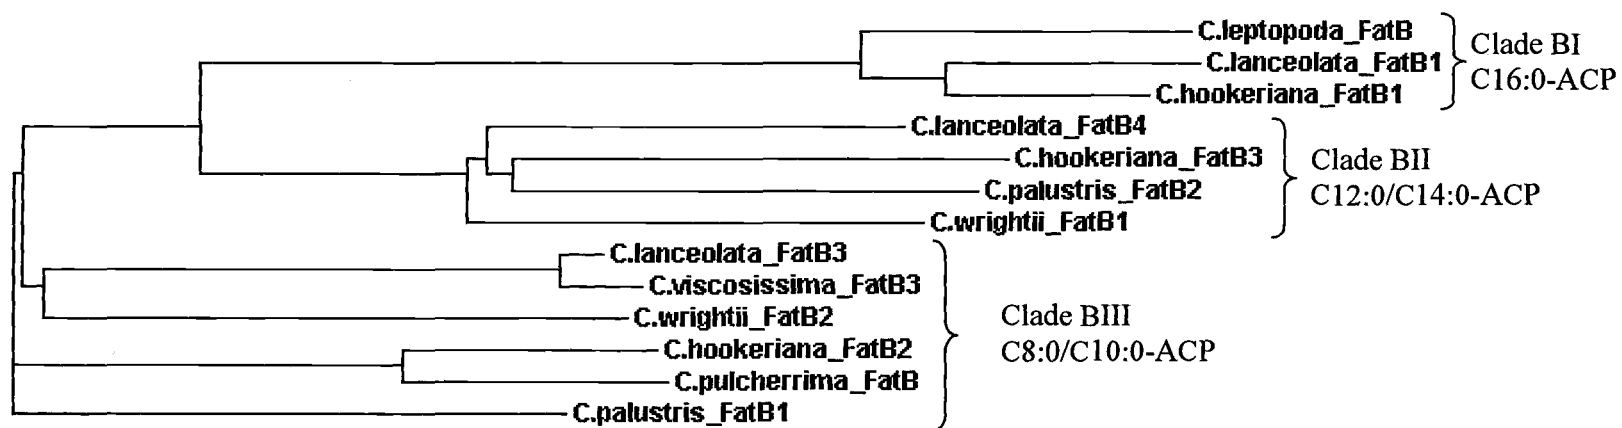 C.leptopoda_FatB
C.lanceolata_FatB1
C.hookeriana_FatB1
Clade BI
C16:0-ACP
C.lanceolata_FatB4
C.hookeriana_FatB3
C.palustris_FatB2
C.wrightii_FatB1
Clade BII
C12:0/C14:0-ACP
C.lanceolata_FatB3
C.viscosissima_FatB3
C.wrightii_FatB2
C.hookeriana_FatB2
C.pulcherrima_FatB
C.palustris_FatB1
Clade BIII
C8:0/C10:0-ACP